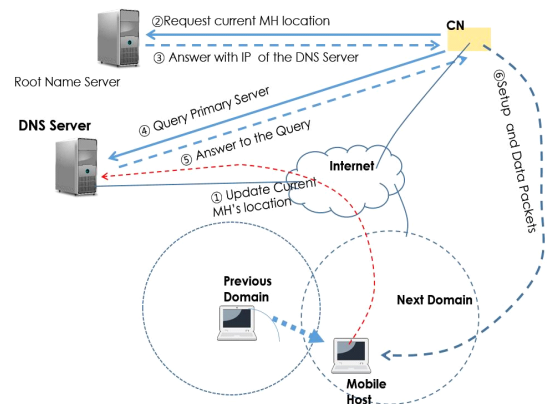 ②Request current MH location
CN
③ Answer with IP of the DNS Server
Root Name Server
④ Query Primary Server
⑥Setup and Data Packets
DNS Server
⑤ Answer to the Query
Internet
① Update Current
MH's location
Previous
Domain
Next Domain
Mobile
Host